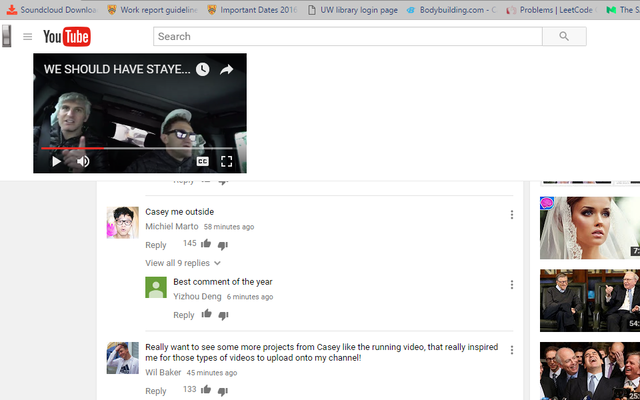 Soundcloud Downloa Work report guideline Important Dates 2016 UW library login page Bodybuilding.com - C Problems | LeetCode The S
YouTube Search
WE SHOULD HAVE STAYE...
CC
Reply
Casey me outside
Michiel Marto 58 minutes ago
Reply 145
View all 9 replies
Best comment of the year
Yizhou Deng 6 minutes ago
Reply
7:
54:
Really want to see some more projects from Casey like the running video, that really inspired
me for those types of videos to upload onto my channel!
Wil Baker 45 minutes ago
Reply 133
25: